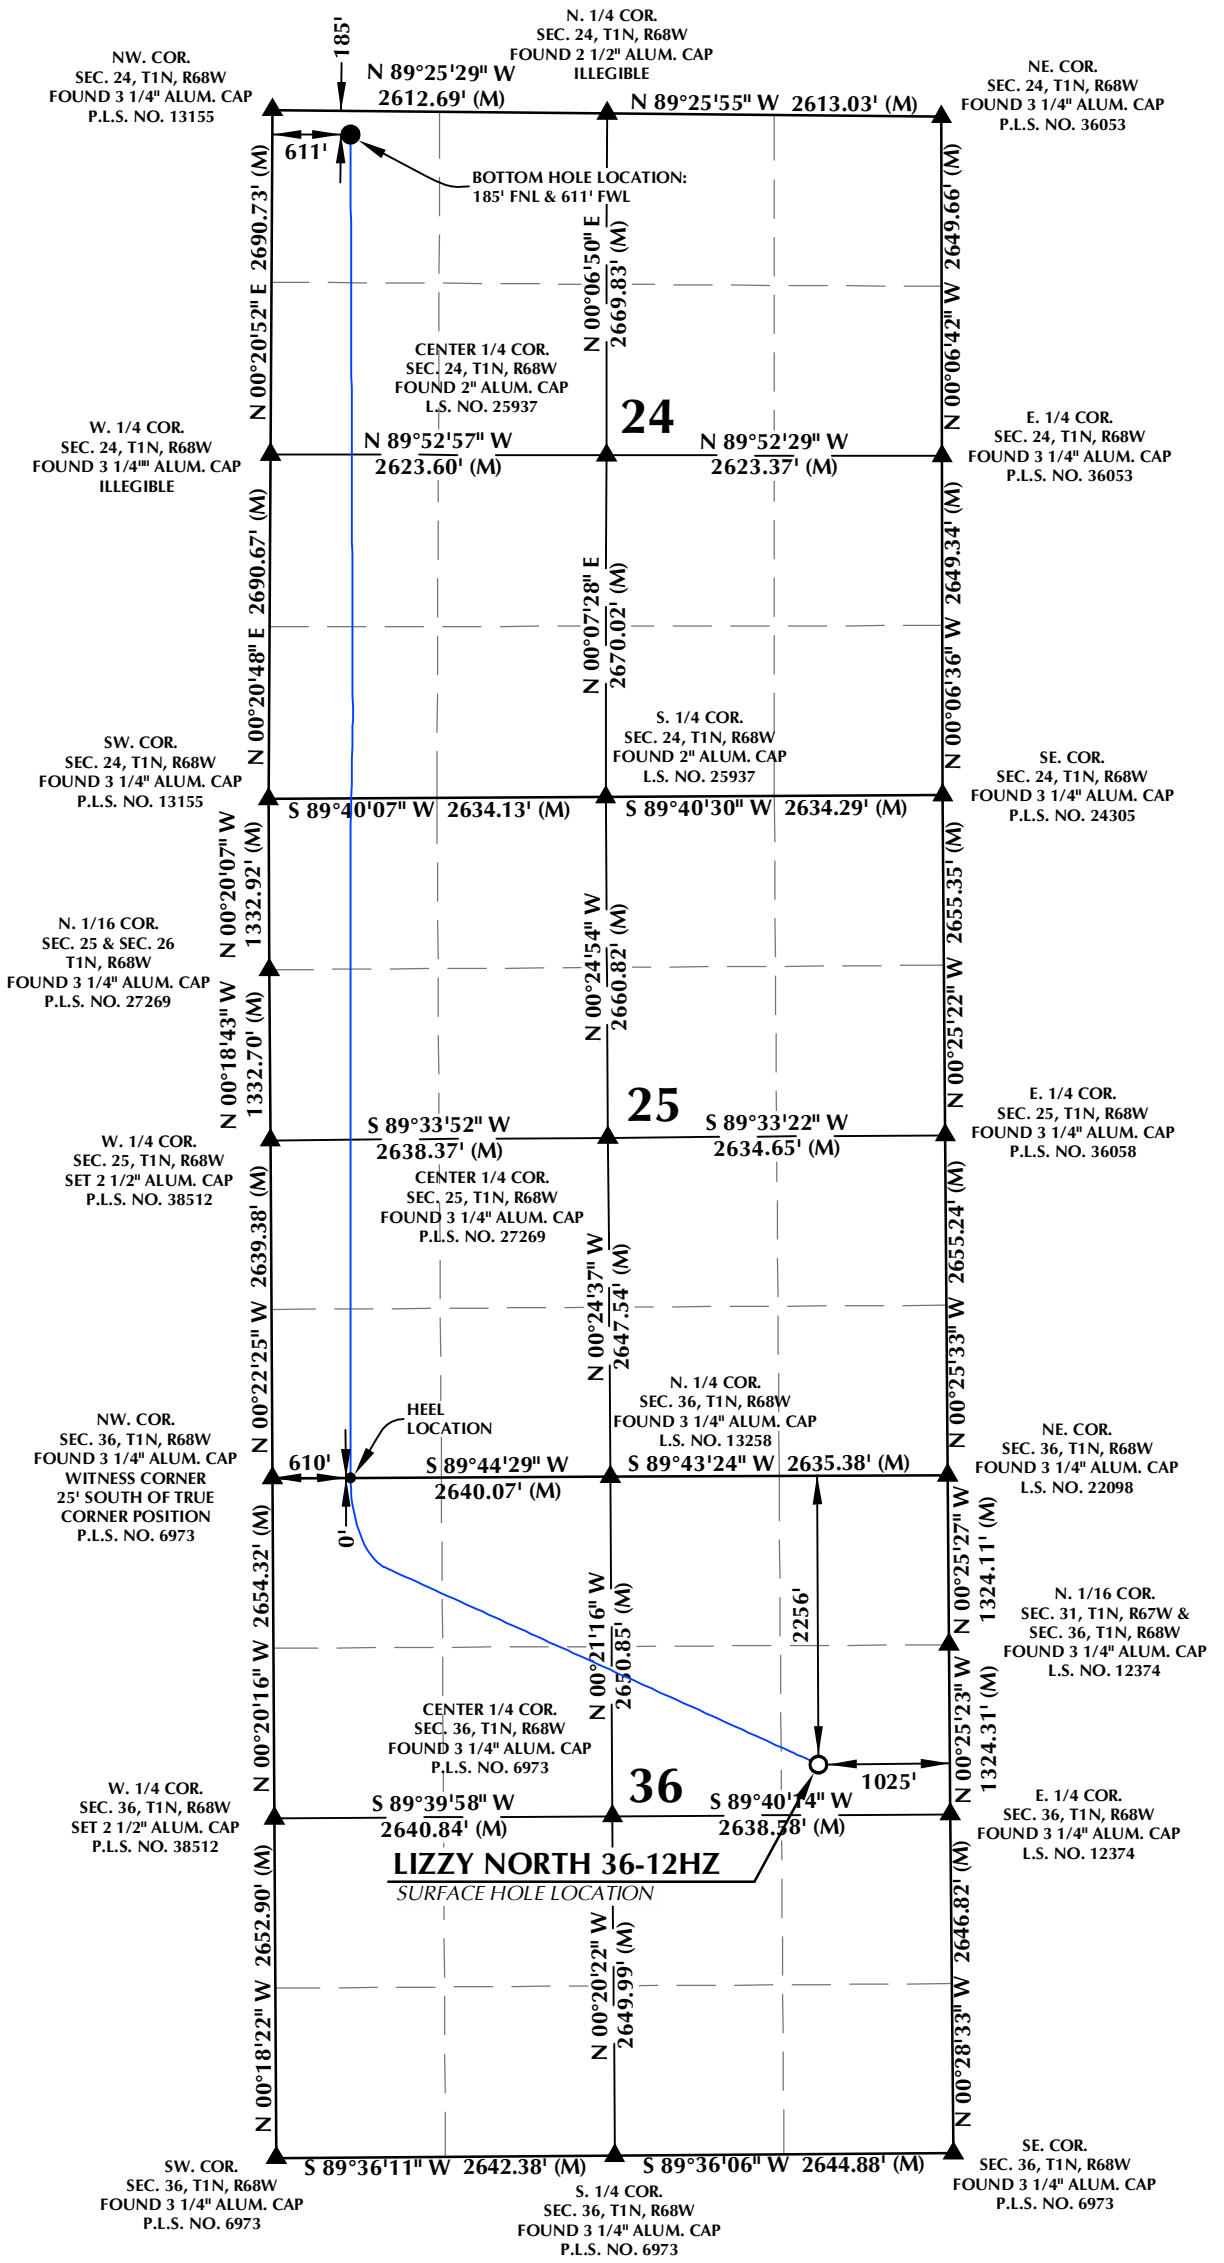 185'
N. 1/4 COR.
SEC. 24, T1N, R68W
FOUND 2 1/2" ALUM. CAP
ILLEGIBLE
NW. COR.
SEC. 24, T1N, R68W
FOUND 3 1/4" ALUM. CAP
P.L.S. NO. 13155
N 89°25'29" W
2612.69' (M)
N 89°25'55" W 2613.03' (M)
NE. COR.
SEC. 24, T1N, R68W
FOUND 3 1/4" ALUM. CAP
P.L.S. NO. 36053
611'
BOTTOM HOLE LOCATION:
185' FNL & 611' FWL
N 00°20'52" E 2690.73' (M)
N 00°06'50" E
2669.83' (M)
N 00°06'42" W 2649.66' (M)
CENTER 1/4 COR.
SEC. 24, T1N, R68W
FOUND 2" ALUM. CAP
L.S. NO. 25937
24
W. 1/4 COR.
SEC. 24, T1N, R68W
FOUND 3 1/4"" ALUM. CAP
ILLEGIBLE
N 89°52'57" W
2623.60' (M)
N 89°52'29" W
2623.37' (M)
E. 1/4 COR.
SEC. 24, T1N, R68W
FOUND 3 1/4" ALUM. CAP
P.L.S. NO. 36053
N 00°20'48" E 2690.67' (M)
N 00°07'28" E
2670.02' (M)
N 00°06'36" W 2649.34' (M)
S. 1/4 COR.
SEC. 24, T1N, R68W
FOUND 2" ALUM. CAP
L.S. NO. 25937
SW. COR.
SEC. 24, T1N, R68W
FOUND 3 1/4" ALUM. CAP
P.L.S. NO. 13155
SE. COR.
SEC. 24, T1N, R68W
FOUND 3 1/4" ALUM. CAP
P.L.S. NO. 24305
S 89°40'07" W 2634.13' (M)
S 89°40'30" W 2634.29' (M)
N 00°20'07" W
1332.92' (M)
N. 1/16 COR.
SEC. 25 & SEC. 26
T1N, R68W
FOUND 3 1/4" ALUM. CAP
P.L.S. NO. 27269
N 00°24'54" W
2660.82' (M)
N 00°25'22" W 2655.35' (M)
N 00°18'43" W
1332.70' (M)
25
W. 1/4 COR.
SEC. 25, T1N, R68W
SET 2 1/2" ALUM. CAP
P.L.S. NO. 38512
S 89°33'52" W
2638.37' (M)
S 89°33'22" W
2634.65' (M)
E. 1/4 COR.
SEC. 25, T1N, R68W
FOUND 3 1/4" ALUM. CAP
P.L.S. NO. 36058
CENTER 1/4 COR.
SEC. 25, T1N, R68W
FOUND 3 1/4" ALUM. CAP
P.L.S. NO. 27269
N 00°22'25" W 2639.38' (M)
N 00°24'37" W
2647.54' (M)
N 00°25'33" W 2655.24' (M)
N. 1/4 COR.
SEC. 36, T1N, R68W
FOUND 3 1/4" ALUM. CAP
L.S. NO. 13258
HEEL
LOCATION
NW. COR.
SEC. 36, T1N, R68W
FOUND 3 1/4" ALUM. CAP
WITNESS CORNER
25' SOUTH OF TRUE
CORNER POSITION
P.L.S. NO. 6973
610'
0'
S 89°44'29" W
2640.07' (M)
S 89°43'24" W 2635.38' (M)
NE. COR.
SEC. 36, T1N, R68W
FOUND 3 1/4" ALUM. CAP
L.S. NO. 22098
N 00°20'16" W 2654.32' (M)
N 00°21'16" W
2650.85' (M)
2256'
N 00°25'27" W
1324.11' (M)
N. 1/16 COR.
SEC. 31, T1N, R67W &
SEC. 36, T1N, R68W
FOUND 3 1/4" ALUM. CAP
L.S. NO. 12374
N 00°25'23" W
1324.31' (M)
CENTER 1/4 COR.
SEC. 36, T1N, R68W
FOUND 3 1/4" ALUM. CAP
P.L.S. NO. 6973
36
1025'
W. 1/4 COR.
SEC. 36, T1N, R68W
SET 2 1/2" ALUM. CAP
P.L.S. NO. 38512
S 89°39'58" W
2640.84' (M)
S 89°40'14" W
2638.58' (M)
E. 1/4 COR.
SEC. 36, T1N, R68W
FOUND 3 1/4" ALUM. CAP
L.S. NO. 12374
LIZZY NORTH 36-12HZ
SURFACE HOLE LOCATION
N 00°18'22" W 2652.90' (M)
N 00°20'22" W
2649.99' (M)
N 00°28'33" W 2646.82' (M)
SW. COR.
SEC. 36, T1N, R68W
FOUND 3 1/4" ALUM. CAP
P.L.S. NO. 6973
S 89°36'11" W 2642.38' (M)
S 89°36'06" W 2644.88' (M)
S. 1/4 COR.
SEC. 36, T1N, R68W
FOUND 3 1/4" ALUM. CAP
P.L.S. NO. 6973
SE. COR.
SEC. 36, T1N, R68W
FOUND 3 1/4" ALUM. CAP
P.L.S. NO. 6973